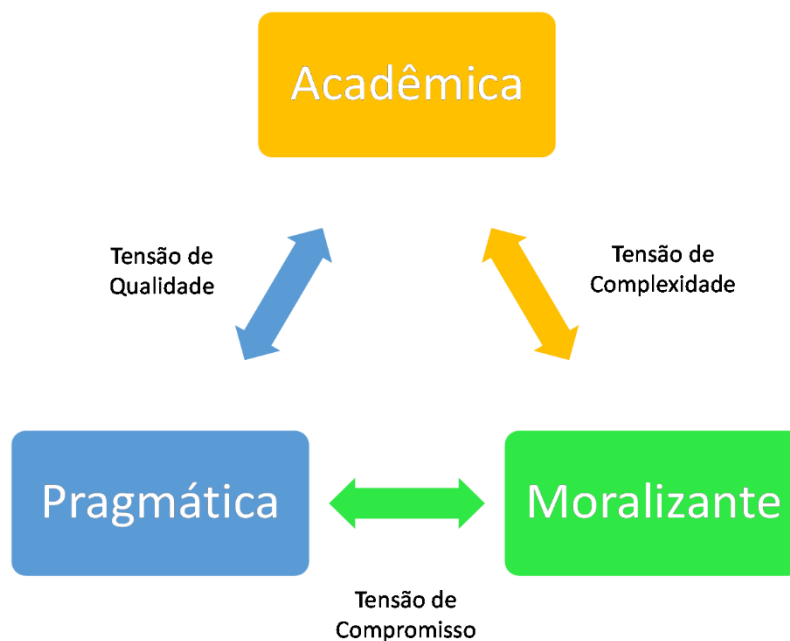 Acadêmica
Tensão de
Qualidade
Tensão de
Complexidade
Pragmática
Moralizante
Tensão de
Compromisso